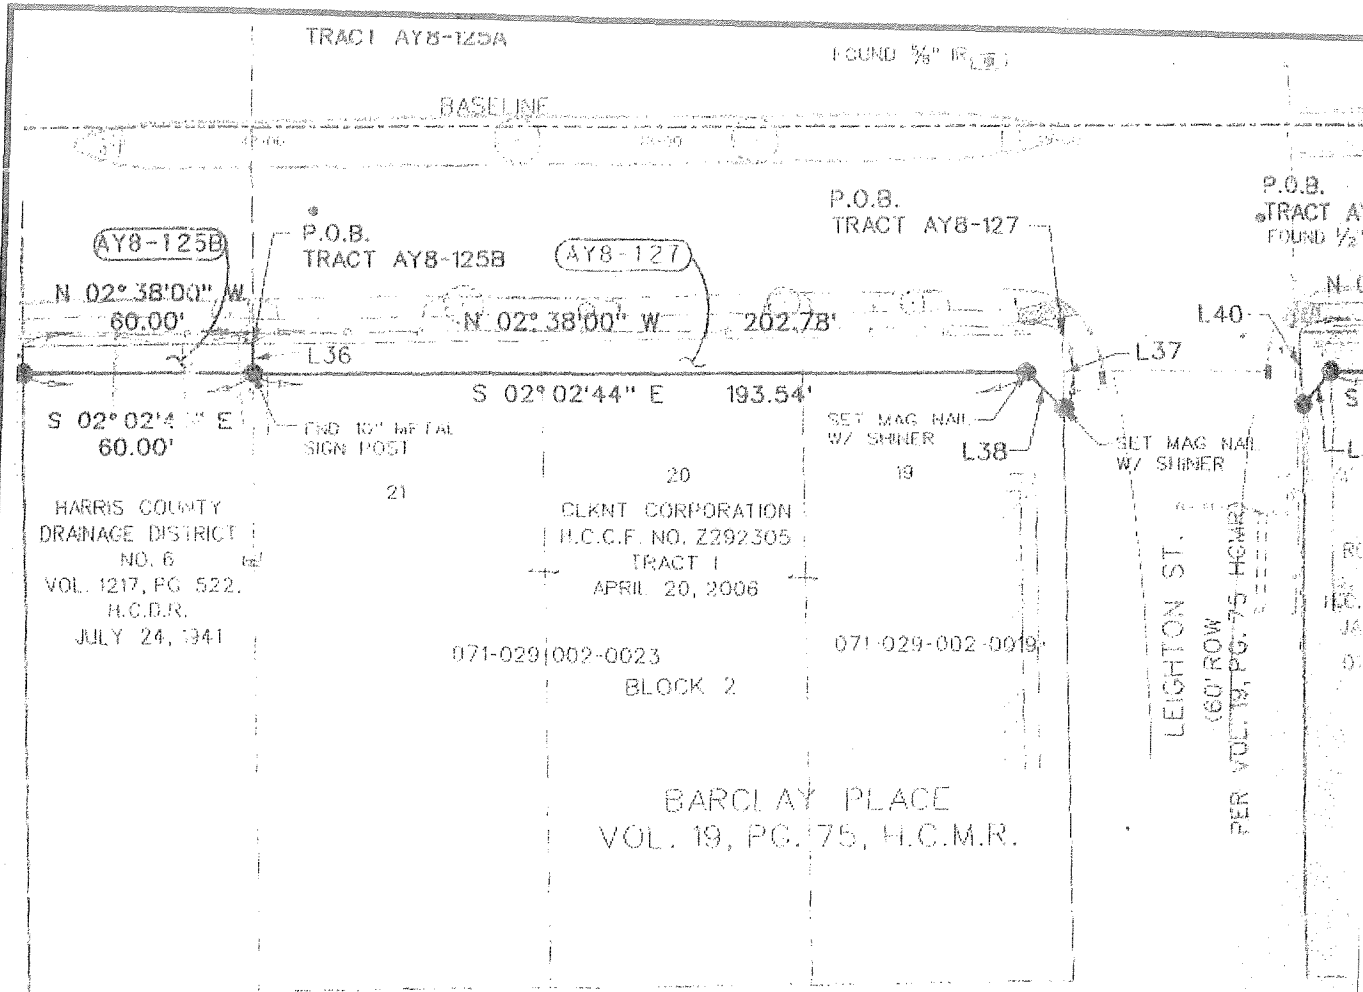 TRACT AY8-125A
FOUND 5/8" IR
BASELINE
P.O.B.
TRACT AY8-127
P.O.B.
TRACT AY
FOUND 1/2"
AY8-125B
P.O.B.
TRACT AY8-125B
AY8-127
N 02° 38'00" W
60.00'
N 02° 38'00" W 202.78'
L40
L36
L37
S 02° 02'44" E 193.54'
S 02° 02'4 " E
60.00'
FND 10" METAL
SIGN POST
SET MAG NAIL
W/ SHINER
L38
SET MAG NAIL
W/ SHINER
21
20
19
HARRIS COUNTY
DRAINAGE DISTRICT
NO. 6
VOL. 1217, PG 522,
H.C.D.R.
JULY 24, 1941
CLKNT CORPORATION
H.C.C.F. NO. Z292305
TRACT 1
APRIL 20, 2006
071-029-002-0023
071-029-002-0019
BLOCK 2
LEIGHTON ST.
(60' ROW
PER VOL. 19, PG. 75 HCMR)
BARCLAY PLACE
VOL. 19, PG. 75, H.C.M.R.